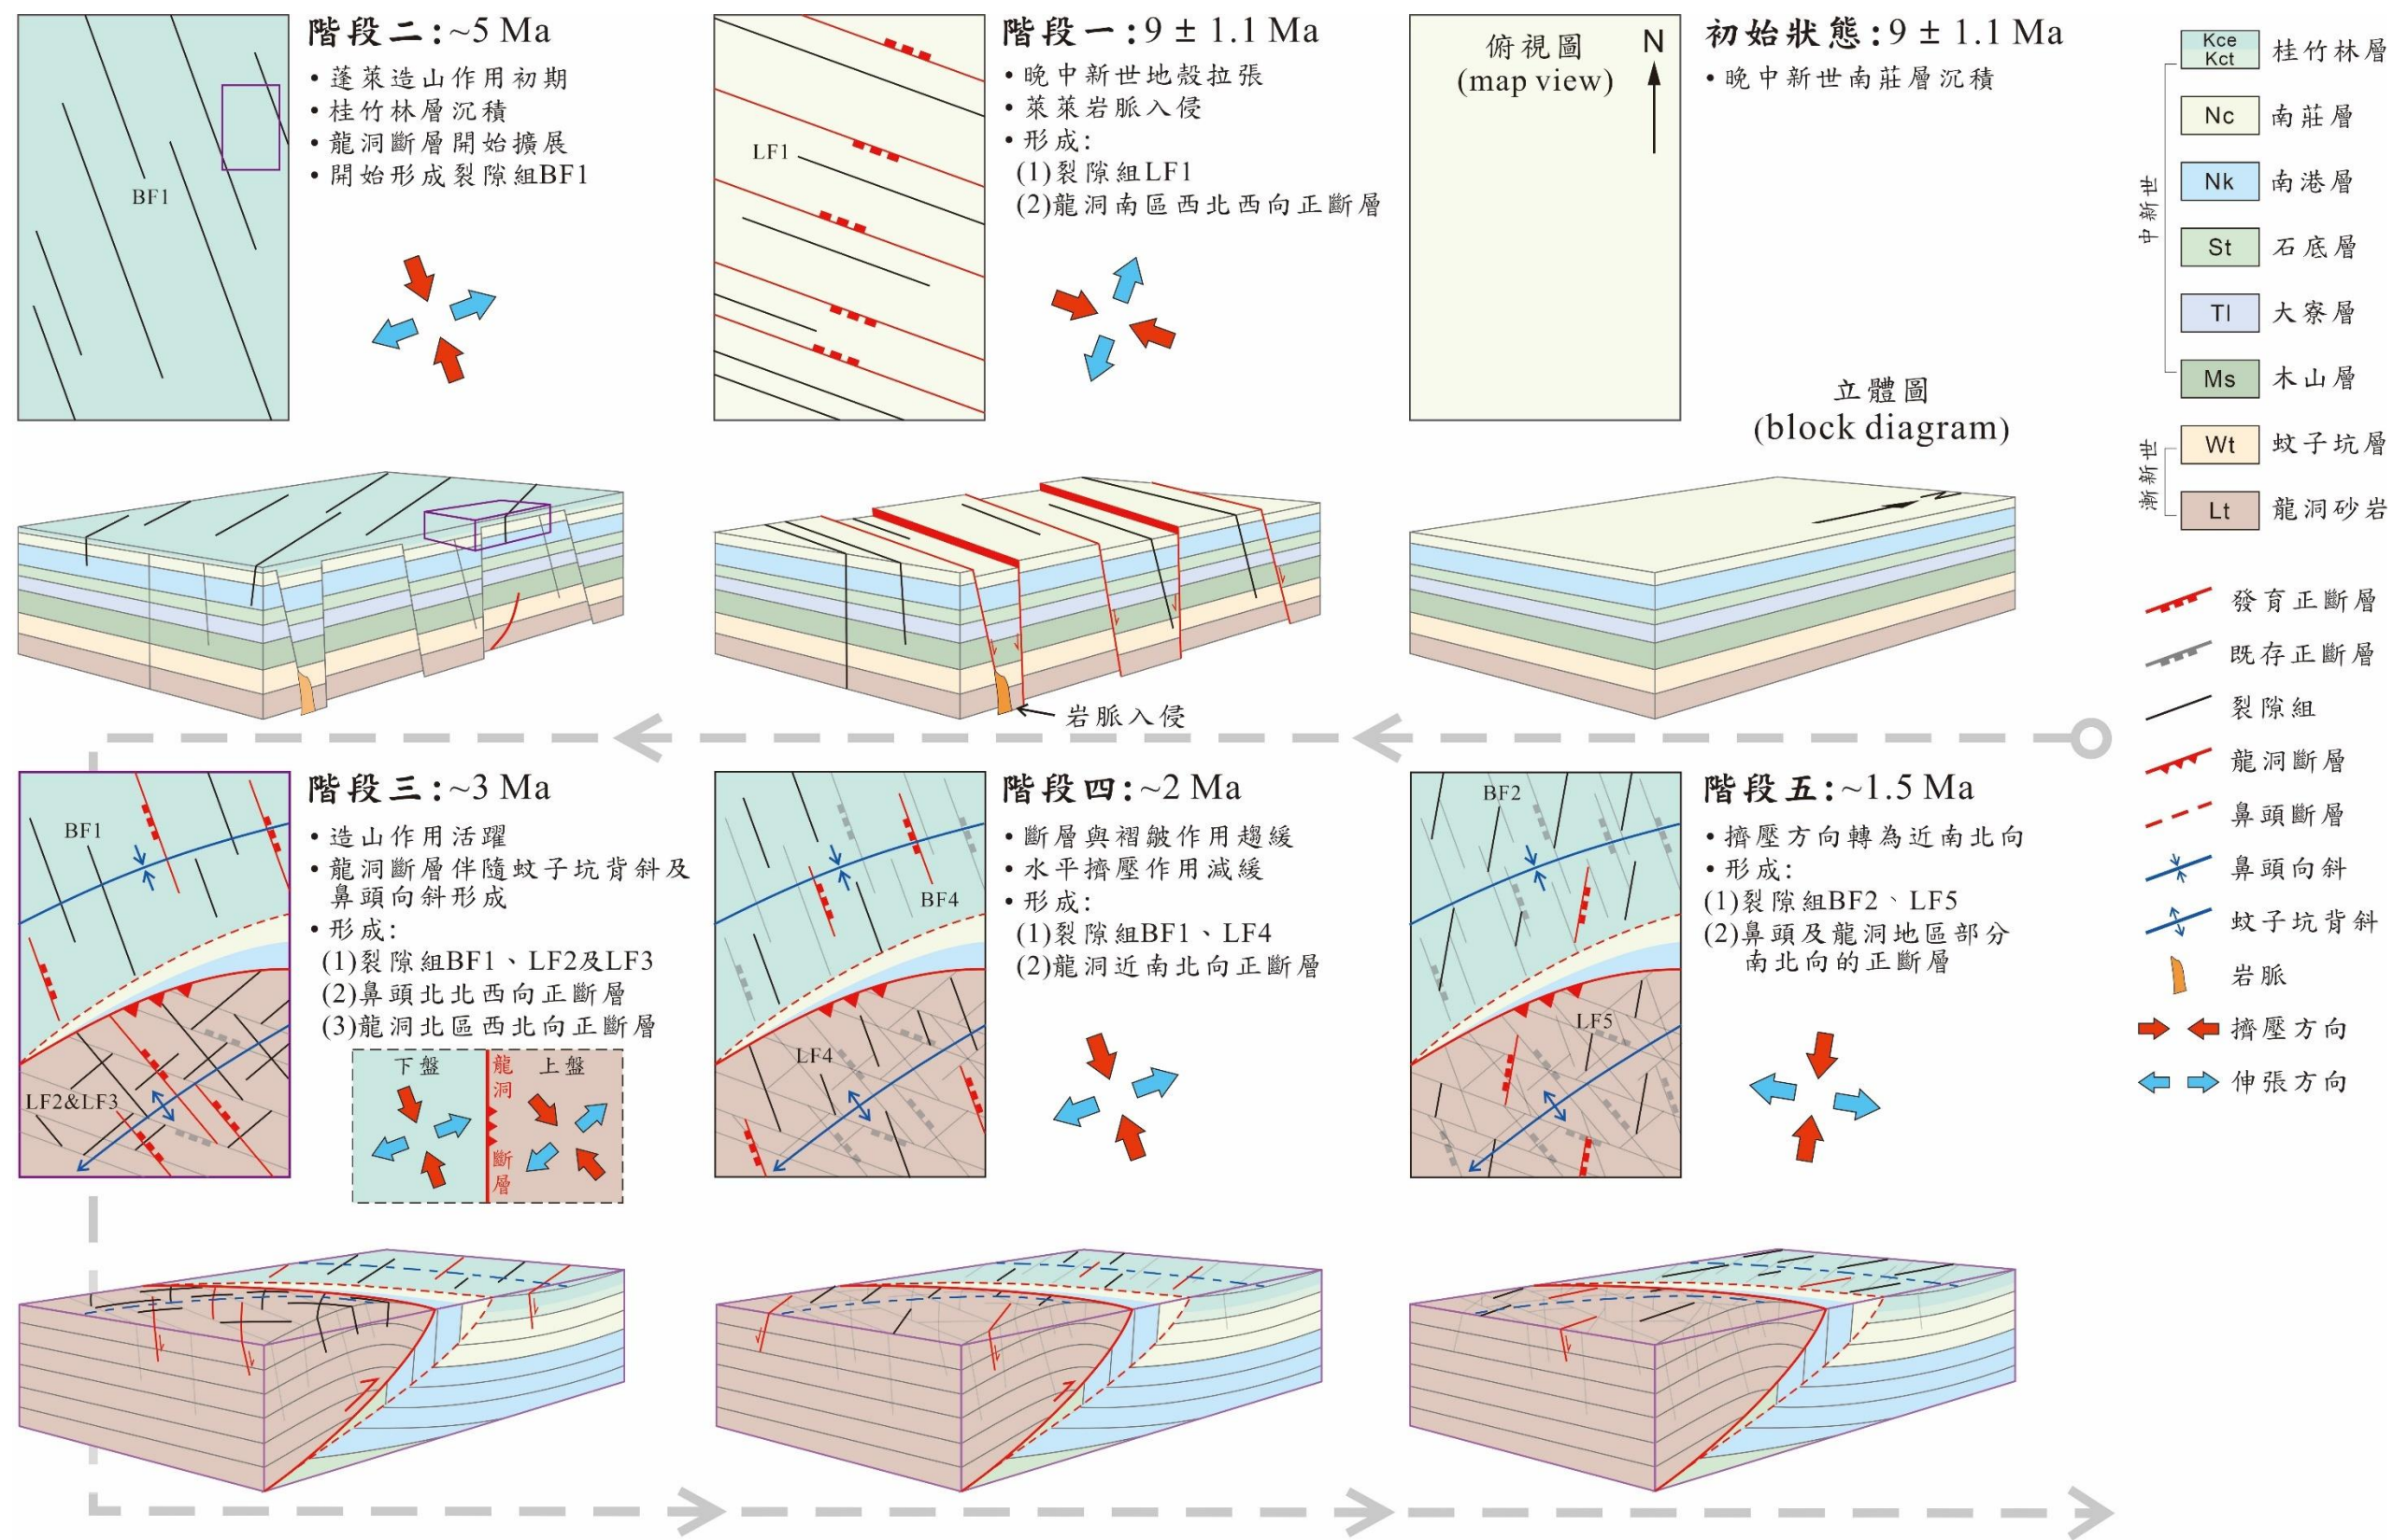 階段二:~5 Ma
• 蓬萊造山作用初期
• 桂竹林層沉積
• 龍洞斷層開始擴展
• 開始形成裂隙組BF1
BF1
階段一:9 ± 1.1 Ma
• 晚中新世地殼拉張
• 萊萊岩脈入侵
• 形成:
(1)裂隙組LF1
(2)龍洞南區西北西向正斷層
LF1
岩脈入侵
俯視圖
(map view)
N
初始狀態:9 ± 1.1 Ma
• 晚中新世南莊層沉積
立體圖
(block diagram)
N
階段三:~3 Ma
• 造山作用活躍
• 龍洞斷層伴隨蚊子坑背斜及
鼻頭向斜形成
• 形成:
(1)裂隙組BF1、LF2及LF3
(2)鼻頭北北西向正斷層
(3)龍洞北區西北向正斷層
BF1
LF2&LF3
下盤
龍洞斷層
上盤
階段四:~2 Ma
• 斷層與褶皺作用趨緩
• 水平擠壓作用減緩
• 形成:
(1)裂隙組BF1、LF4
(2)龍洞近南北向正斷層
BF4
LF4
階段五:~1.5 Ma
• 擠壓方向轉為近南北向
• 形成:
(1)裂隙組BF2、LF5
(2)鼻頭及龍洞地區部分
南北向的正斷層
BF2
LF5
中新世
Kce
Kct
桂竹林層
Nc 南莊層
Nk 南港層
St 石底層
Tl 大寮層
Ms 木山層
漸新世
Wt 蚊子坑層
Lt 龍洞砂岩
發育正斷層
既存正斷層
裂隙組
龍洞斷層
鼻頭斷層
鼻頭向斜
蚊子坑背斜
岩脈
擠壓方向
伸張方向